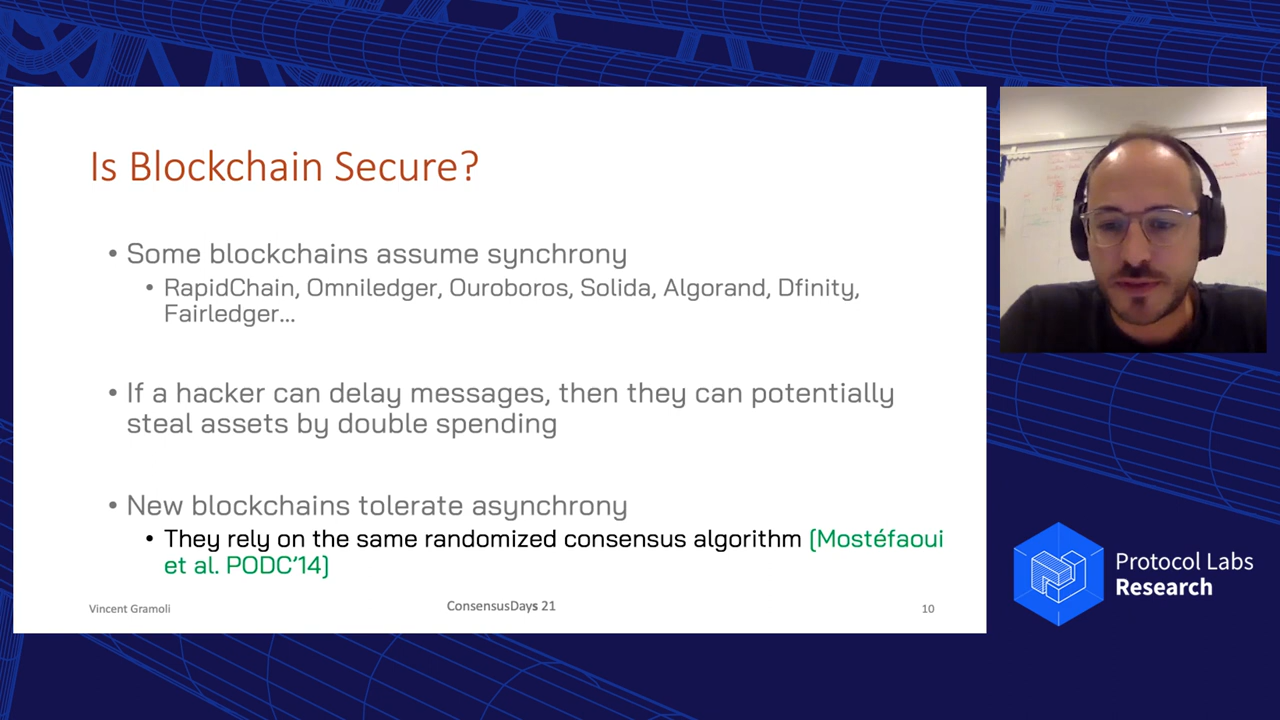 Is Blockchain Secure?
• Some blockchains assume synchrony
• RapidChain, Omniledger, Ouroboros, Solida, Algorand, Dfinity,
Fairledger...
• If a hacker can delay messages, then they can potentially
steal assets by double spending
• New blockchains tolerate asynchrony
• They rely on the same randomized consensus algorithm [Mostéfaoui
et al. PODC'14]
Vincent Gramoli
ConsensusDays 21
10
Protocol Labs
Research